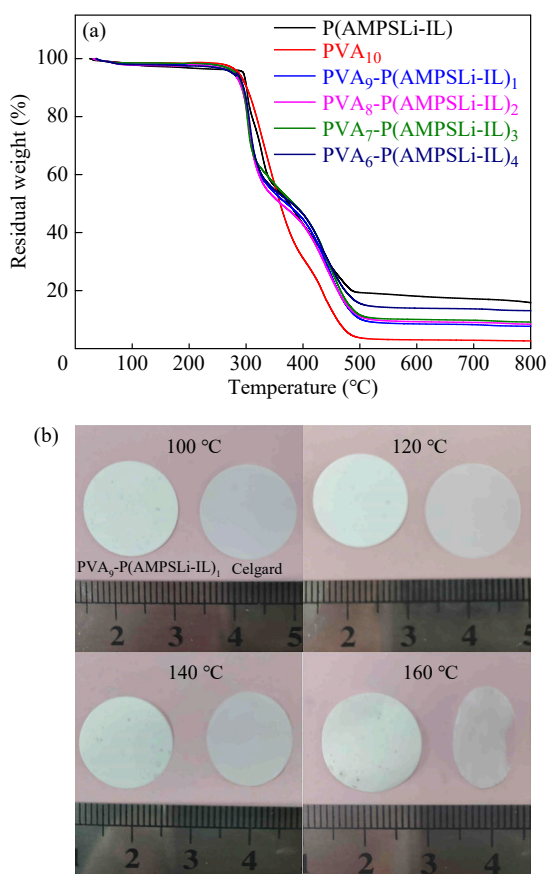 (a)
P(AMPSLi-IL)
PVA₁₀
PVA₉-P(AMPSLi-IL)₁
PVA₈-P(AMPSLi-IL)₂
PVA₇-P(AMPSLi-IL)₃
PVA₆-P(AMPSLi-IL)₄
Residual weight (%)
100
80
60
40
20
0 100 200 300 400 500 600 700 800
Temperature (℃)
(b)
100 ℃
PVA₉-P(AMPSLi-IL)₁ Celgard
2 3 4 5
120 ℃
2 3 4
140 ℃
1 2 3 4
160 ℃
1 2 3 4